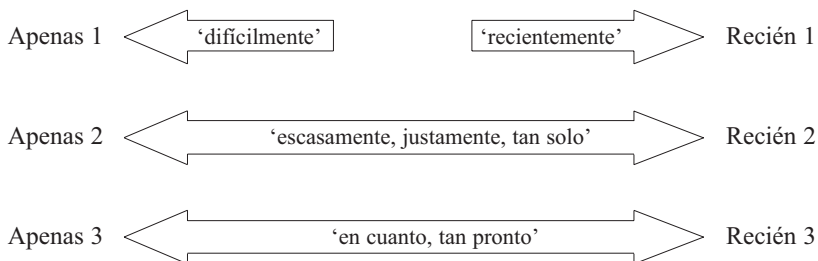 Apenas 1 ‘difícilmente’ ‘recientemente’ Recién 1
Apenas 2 ‘escasamente, justamente, tan solo’ Recién 2
Apenas 3 ‘en cuanto, tan pronto’ Recién 3